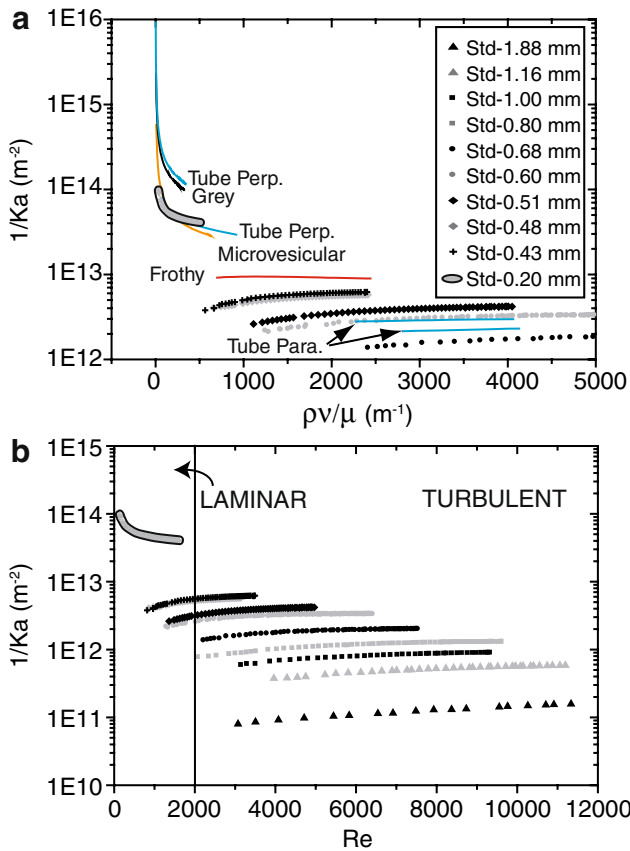 a
1E16
1E15
1E14
1E13
1E12
1/Ka (m⁻²)
Std-1.88 mm
Std-1.16 mm
Std-1.00 mm
Std-0.80 mm
Std-0.68 mm
Std-0.60 mm
Std-0.51 mm
Std-0.48 mm
Std-0.43 mm
Std-0.20 mm
Tube Perp.
Grey
Tube Perp.
Microvesicular
Frothy
Tube Para.
0 1000 2000 3000 4000 5000
ρν/μ (m⁻¹)
b
1E15
1E14
1E13
1E12
1E11
1E10
1/Ka (m⁻²)
LAMINAR
TURBULENT
0 2000 4000 6000 8000 10000 12000
Re